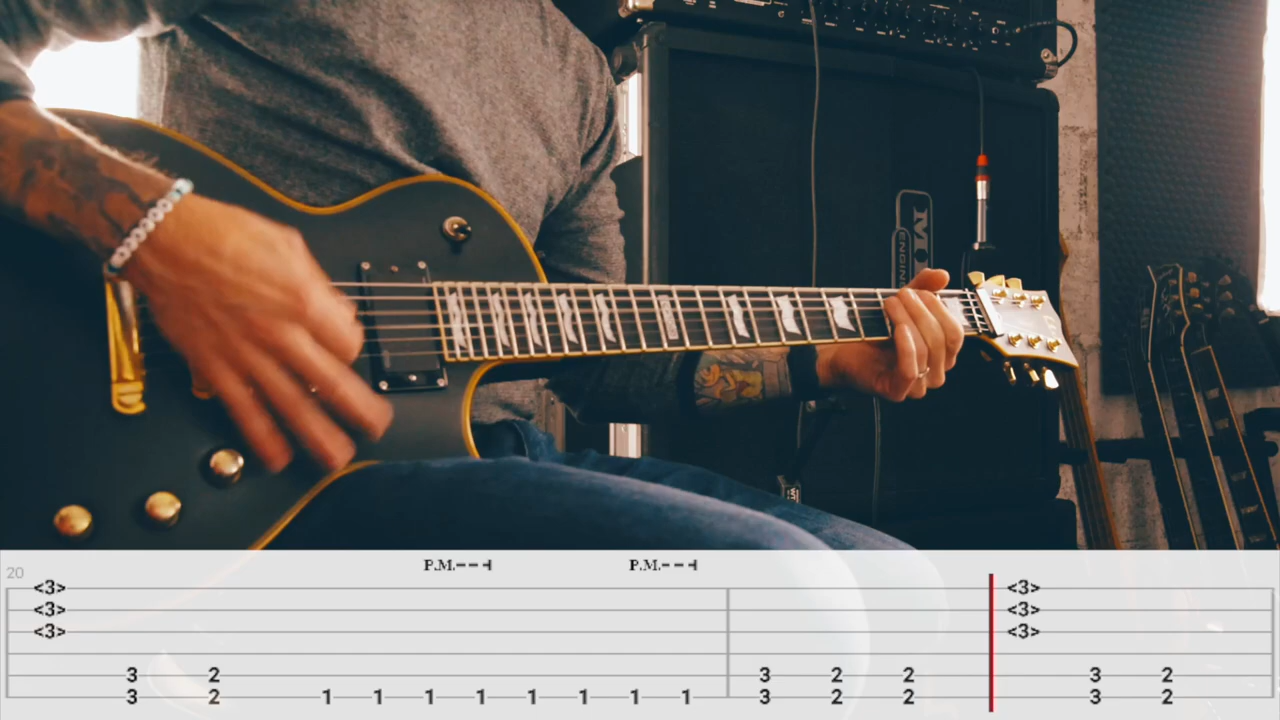 P.M. P.M.
20
<3> <3>
<3> <3>
<3> <3>
3 2 3 2 2 3 2
3 2 1 1 1 1 1 1 1 1 3 2 2 3 2